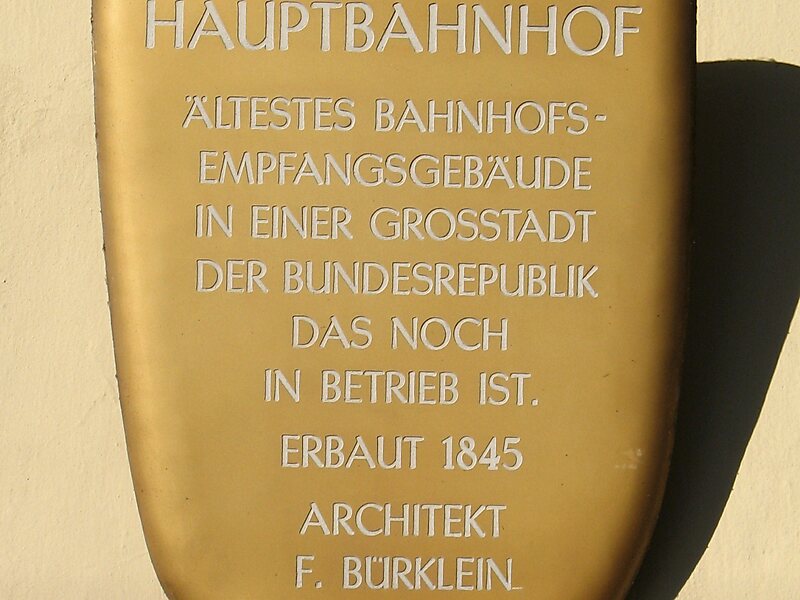 HAUPTBAHNHOF
ÄLTESTES BAHNHOFS-
EMPFANGSGEBÄUDE
IN EINER GROSSTADT
DER BUNDESREPUBLIK
DAS NOCH
IN BETRIEB IST.
ERBAUT 1845
ARCHITEKT
F. BÜRKLEIN